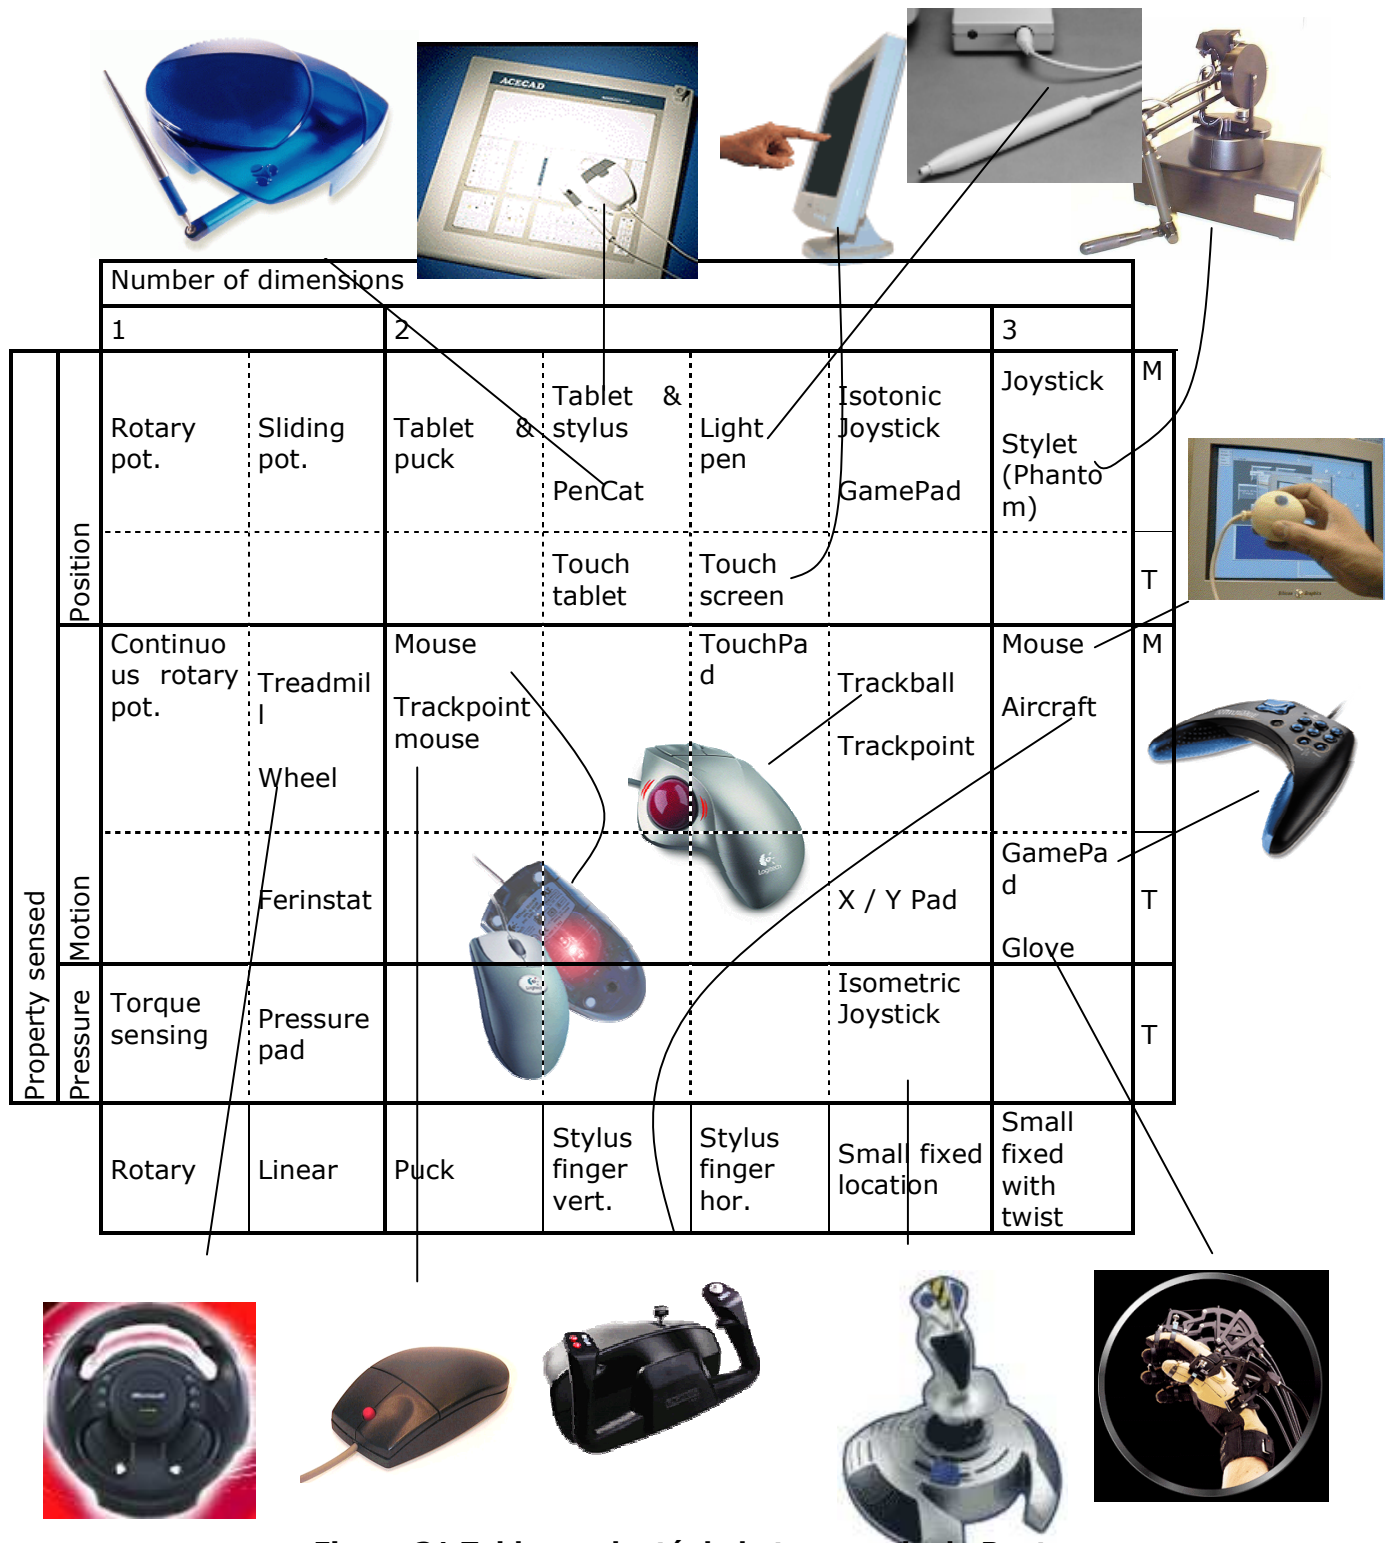 ACECAD
Number of dimensions
1
2
3
Property sensed
Position
Rotary
pot.
Sliding
pot.
Tablet &
puck
Tablet &
stylus
PenCat
Light
pen
Isotonic
Joystick
GamePad
Joystick
Stylet
(Phanto
m)
M
Touch
tablet
Touch
screen
T
Motion
Continuo
us rotary
pot.
Treadmil
l
Wheel
Mouse
Trackpoint
mouse
TouchPa
d
Trackball
Trackpoint
Mouse
Aircraft
M
Ferinstat
X / Y Pad
GamePa
d
Glove
T
Logitech
Pressure
Torque
sensing
Pressure
pad
Isometric
Joystick
T
Rotary
Linear
Puck
Stylus
finger
vert.
Stylus
finger
hor.
Small fixed
location
Small
fixed
with
twist